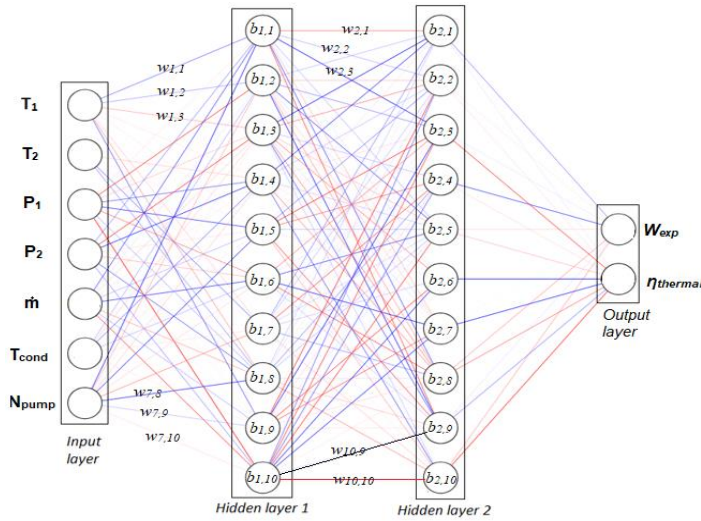 T1
T2
P1
P2
ṁ
Tcond
Npump
Input
layer
w1,1
w1,2
w1,3
w7,8
w7,9
w7,10
b1,1
b1,2
b1,3
b1,4
b1,5
b1,6
b1,7
b1,8
b1,9
b1,10
Hidden layer 1
w2,1
w2,2
w2,3
w10,9
w10,10
b2,1
b2,2
b2,3
b2,4
b2,5
b2,6
b2,7
b2,8
b2,9
b2,10
Hidden layer 2
Wexp
ηthermal
Output
layer